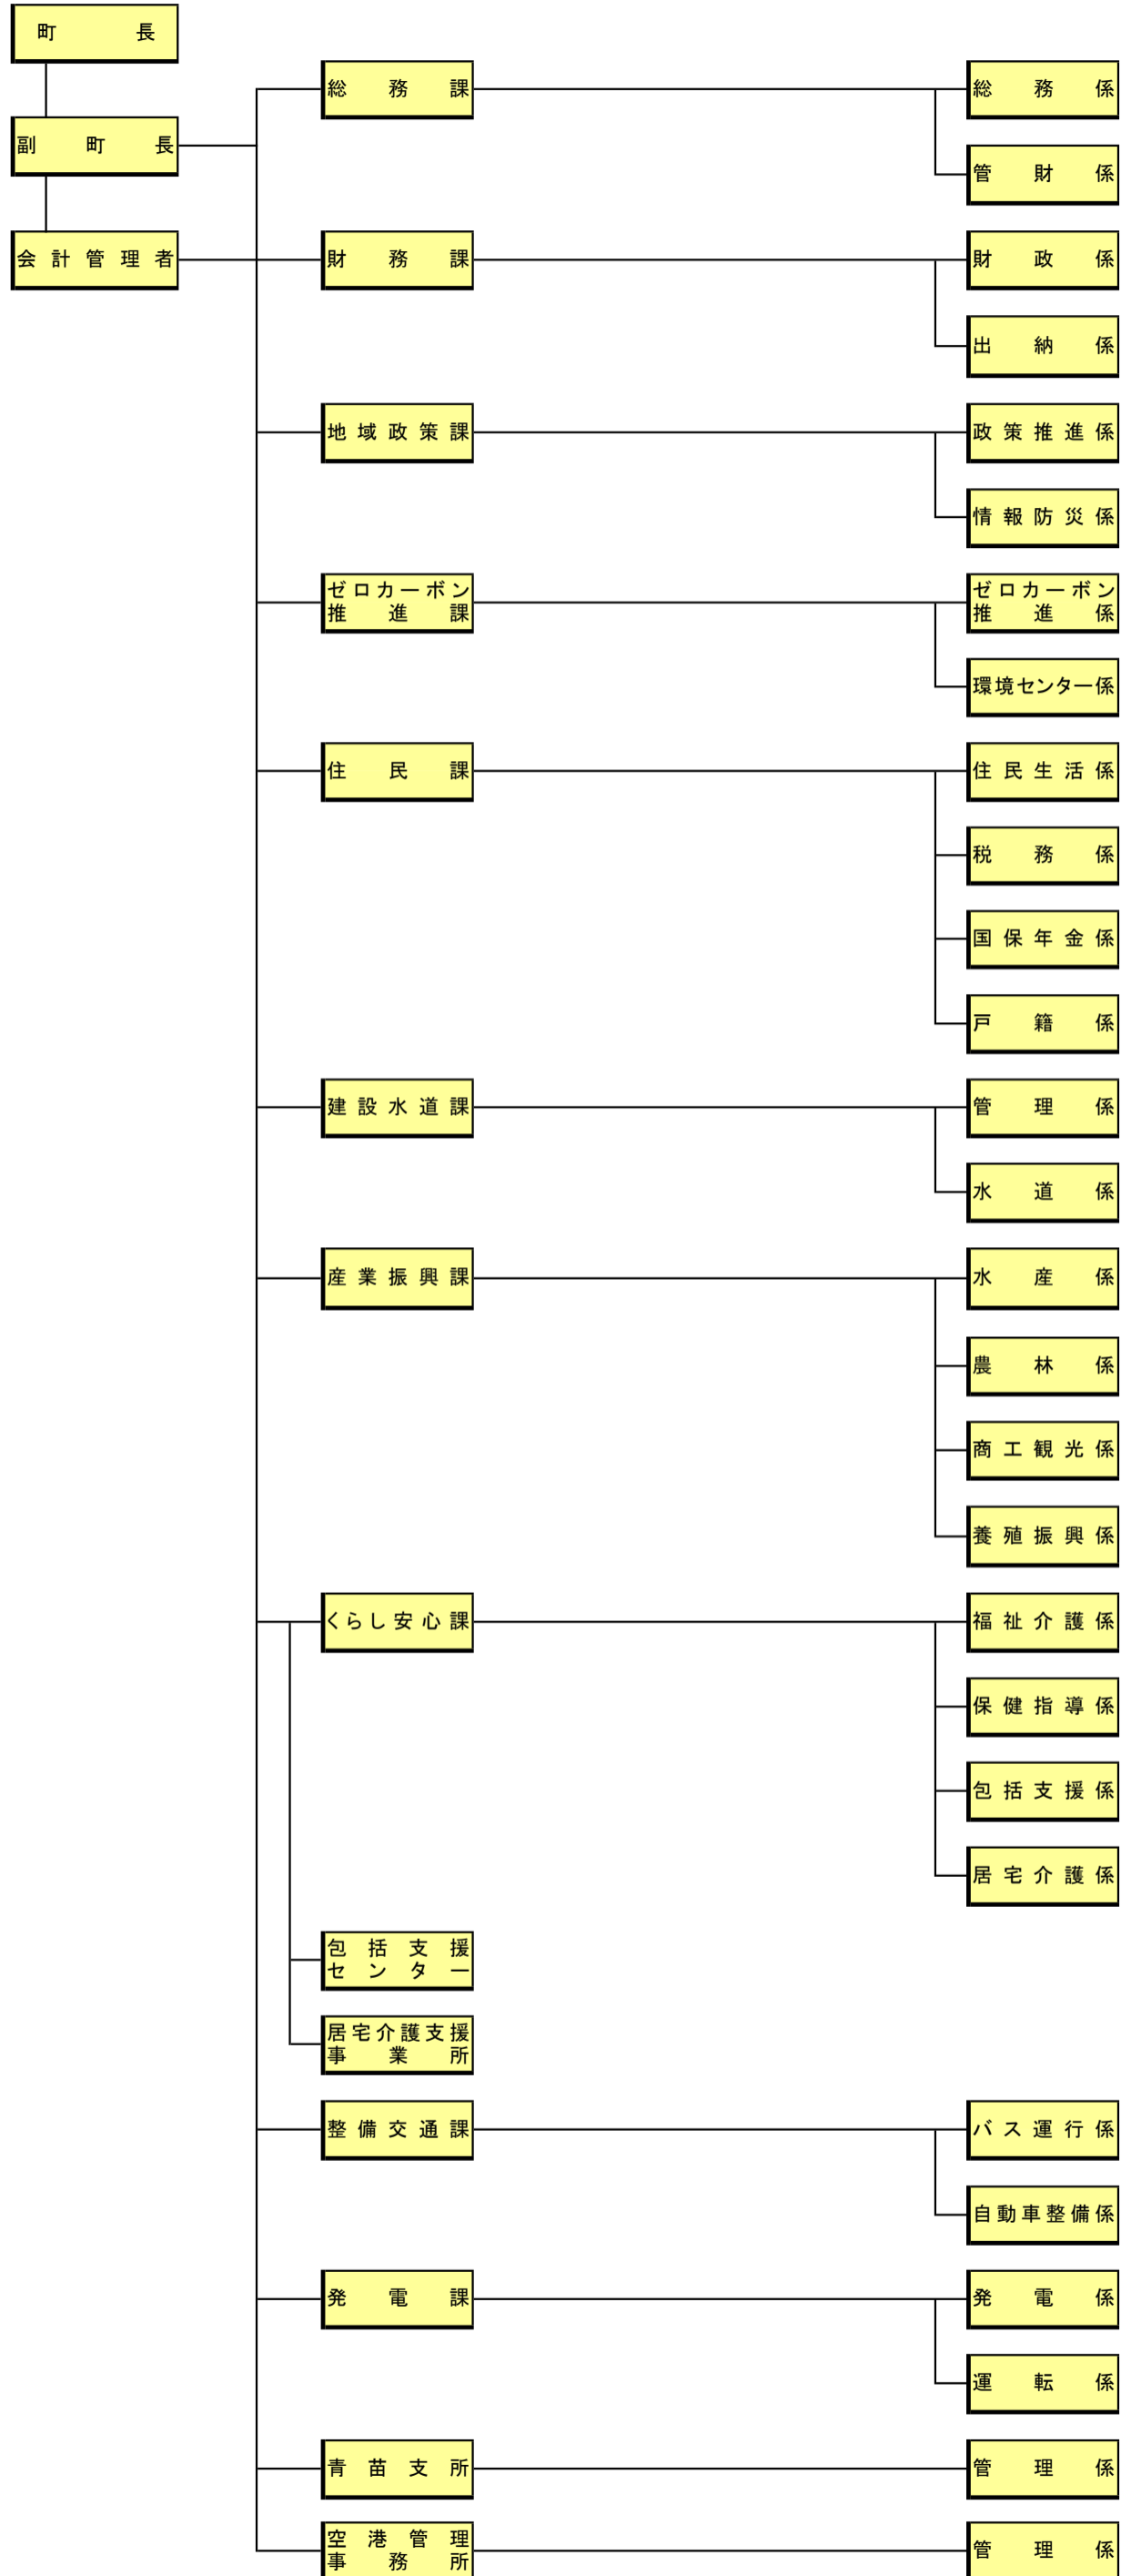 町長
副町長
会計管理者
総務課
総務係
管財係
財務課
財政係
出納係
地域政策課
政策推進係
情報防災係
ゼロカーボン
推進課
ゼロカーボン
推進係
環境センター係
住民課
住民生活係
税務係
国保年金係
戸籍係
建設水道課
管理係
水道係
産業振興課
水産係
農林係
商工観光係
養殖振興係
くらし安心課
福祉介護係
保健指導係
包括支援係
居宅介護係
包括支援
センター
居宅介護支援
事業所
整備交通課
バス運行係
自動車整備係
発電課
発電係
運転係
青苗支所
管理係
空港管理
事務所
管理係